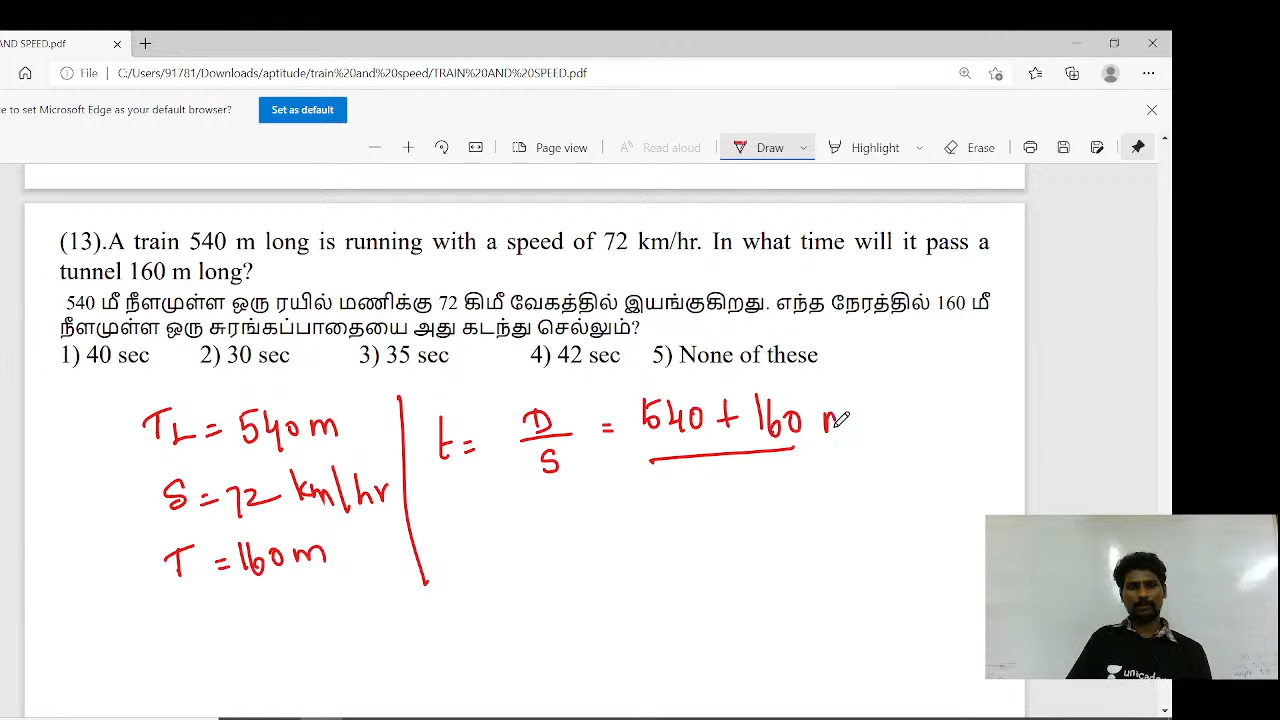 AND SPEED.pdf
File C:/Users/91781/Downloads/aptitude/train%20and%20speed/TRAIN%20AND%20SPEED.pdf
e to set Microsoft Edge as your default browser? Set as default
Page view Read aloud Draw Highlight Erase
(13).A train 540 m long is running with a speed of 72 km/hr. In what time will it pass a
tunnel 160 m long?
540 மீ நீளமுள்ள ஒரு ரயில் மணிக்கு 72 கிமீ வேகத்தில் இயங்குகிறது. எந்த நேரத்தில் 160 மீ
நீளமுள்ள ஒரு சுரங்கப்பாதையை அது கடந்து செல்லும்?
1) 40 sec 2) 30 sec 3) 35 sec 4) 42 sec 5) None of these
TL = 540m
S = 72 km/hr
T = 160m
t = D/S = 540 + 160 m
unacade